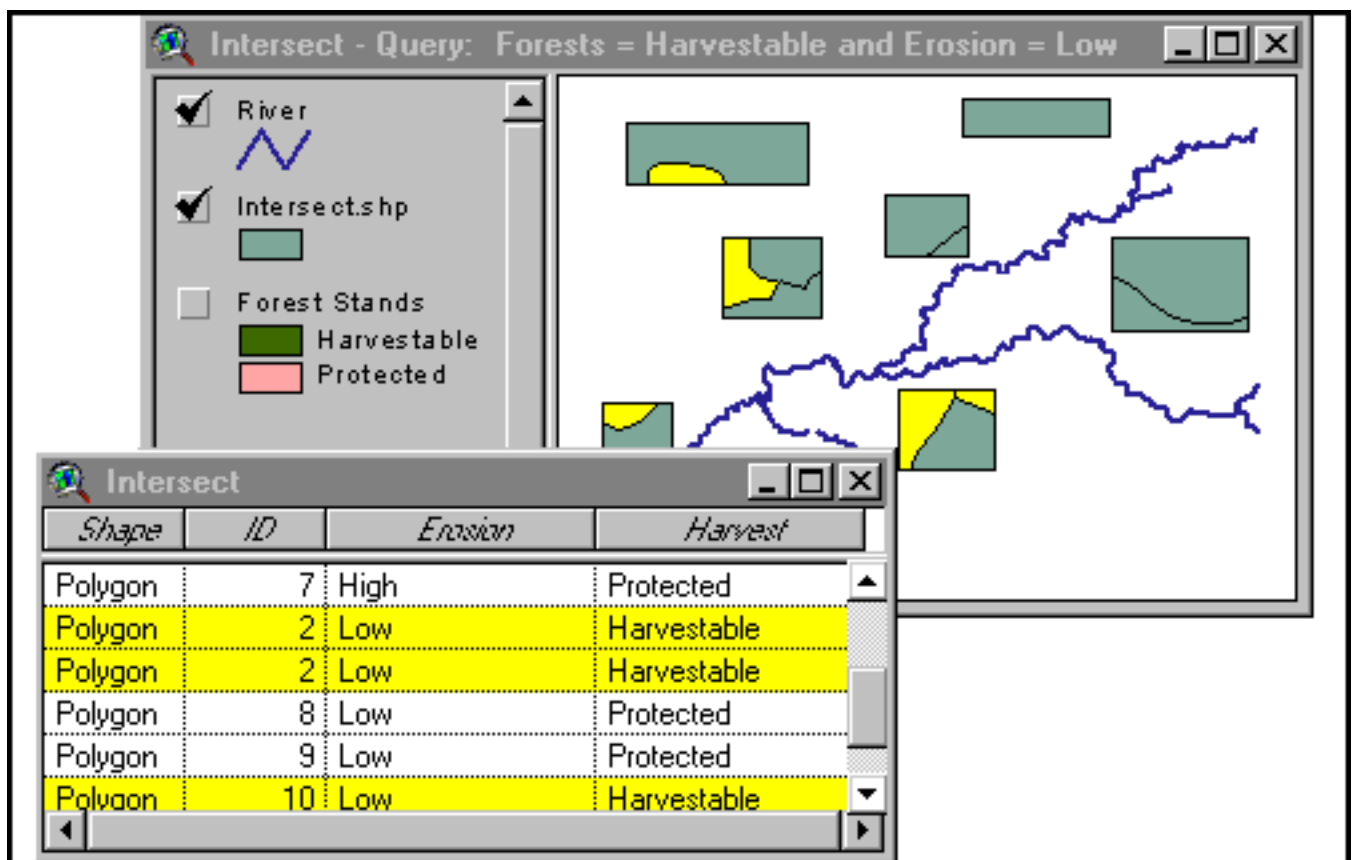 Intersect - Query: Forests = Harvestable and Erosion = Low
River
Intersect.shp
Forest Stands
Harvestable
Protected
Intersect
Shape ID Erosion Harvest
Polygon 7 High Protected
Polygon 2 Low Harvestable
Polygon 2 Low Harvestable
Polygon 8 Low Protected
Polygon 9 Low Protected
Polygon 10 Low Harvestable